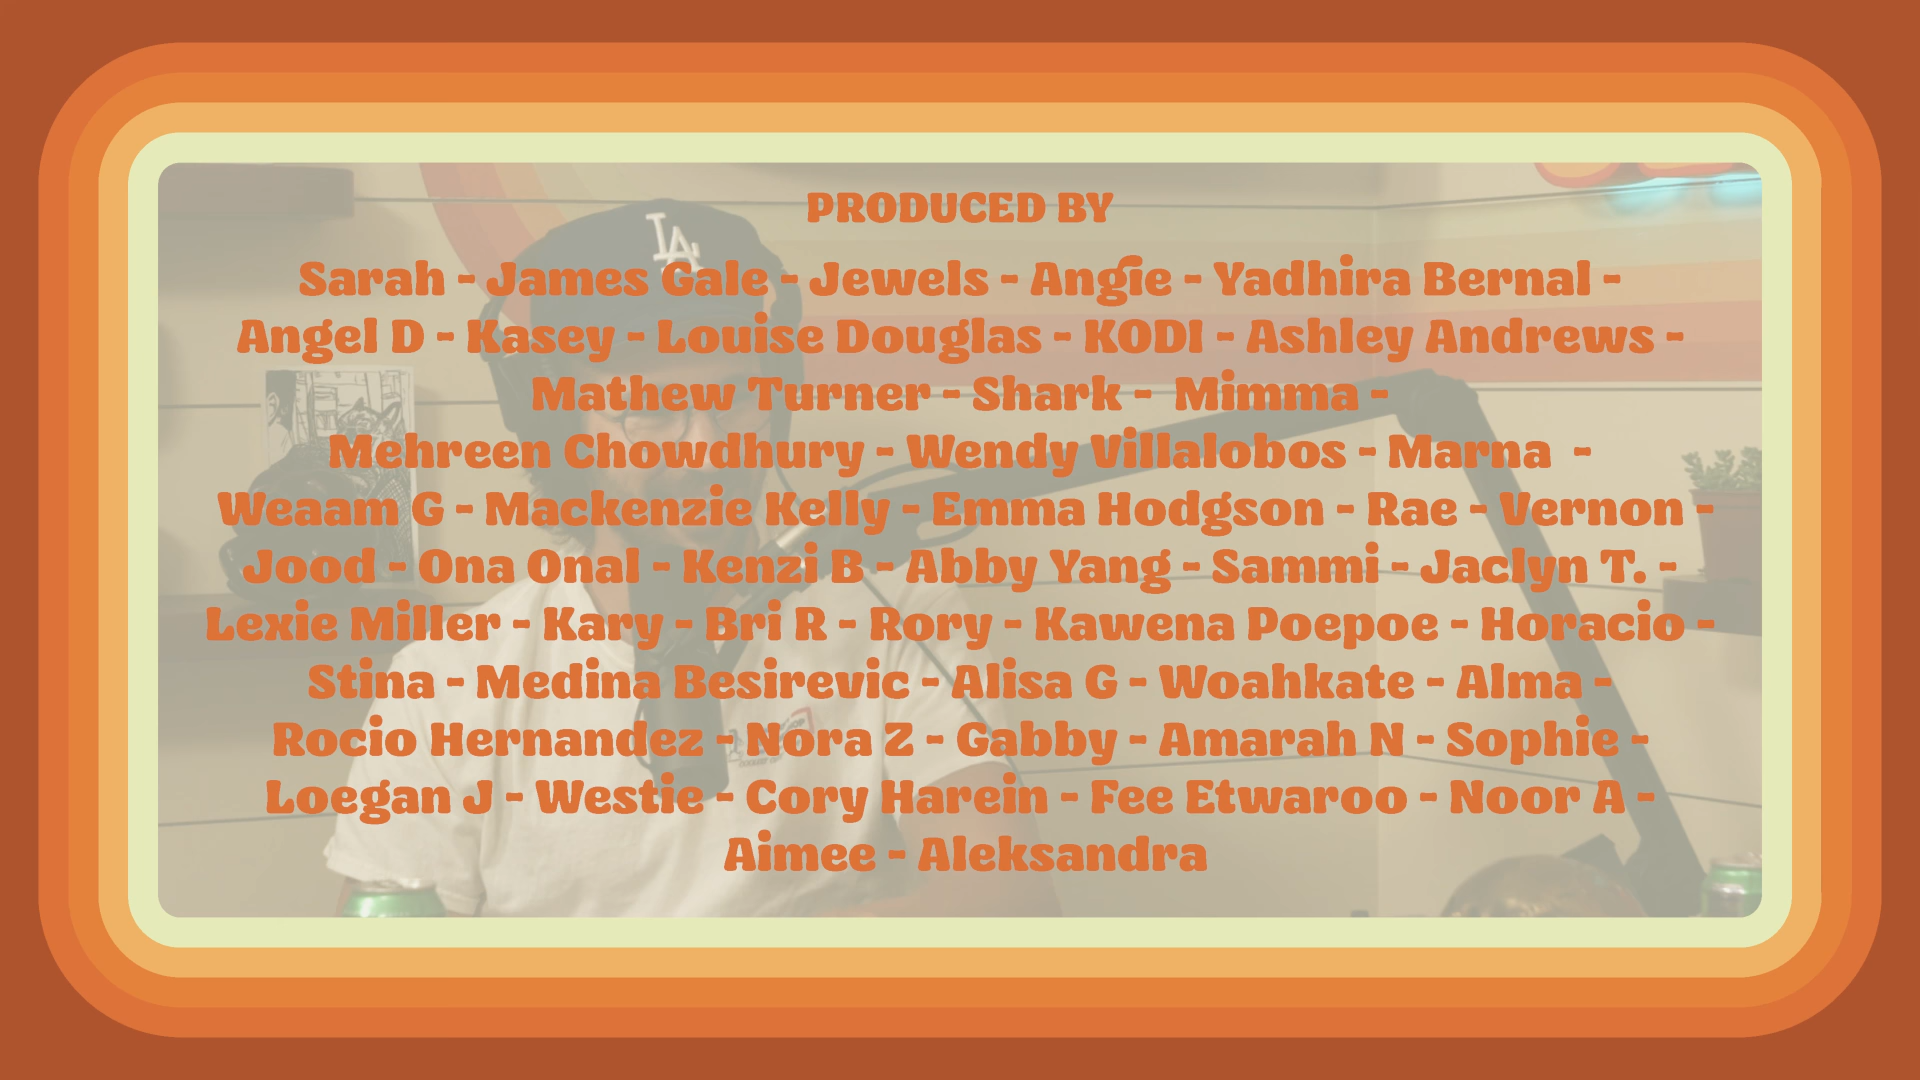 PRODUCED BY
LA
Sarah - James Gale - Jewels - Angie - Yadhira Bernal -
Angel D - Kasey - Louise Douglas - KODI - Ashley Andrews -
Mathew Turner - Shark - Mimma -
Mehreen Chowdhury - Wendy Villalobos - Marna -
Weaam G - Mackenzie Kelly - Emma Hodgson - Rae - Vernon -
Jood - Ona Onal - Kenzi B - Abby Yang - Sammi - Jaclyn T. -
Lexie Miller - Kary - Bri R - Rory - Kawena Poepoe - Horacio -
Stina - Medina Besirevic - Alisa G - Woahkate - Alma -
Rocio Hernandez - Nora Z - Gabby - Amarah N - Sophie -
Loegan J - Westie - Cory Harein - Fee Etwaroo - Noor A -
Aimee - Aleksandra